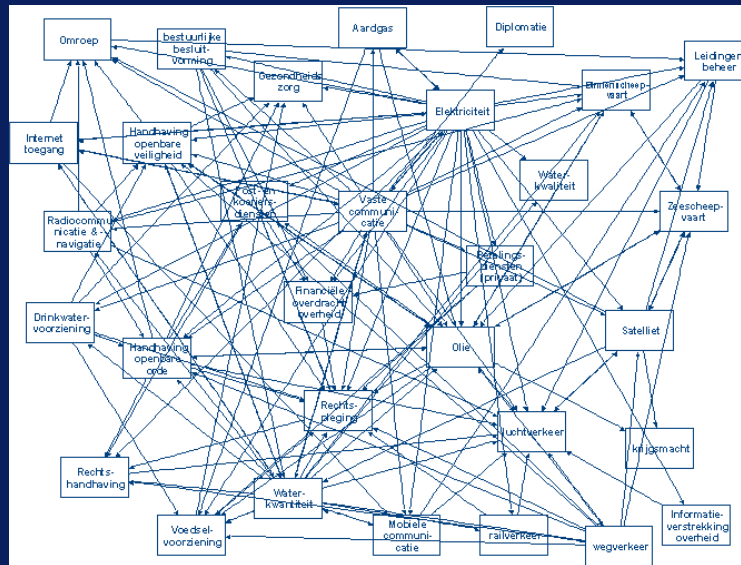 Aardgas
Diplomatie
Omroep
bestuurlijke
besluit-
vorming
Leidingen
beheer
Gezondheids
zorg
Binnenscheep-
vaart
Elektriciteit
Internet
toegang
Handhaving
openbare
veiligheid
Water-
kwaliteit
Post- en
koeriers-
diensten
Vaste
communi-
catie
Zeescheep-
vaart
Radiocommu-
nicatie &
navigatie
Betalings-
diensten
(privaat)
Financiële
overdracht
overheid
Drinkwater-
voorziening
Satelliet
Handhaving
openbare
orde
Olie
Rechts-
pleging
luchtverkeer
krijgsmacht
Rechts-
handhaving
Water-
kwantiteit
Voedsel-
voorziening
Mobiele
communi-
catie
railverkeer
wegverkeer
Informatie-
verstrekking
overheid